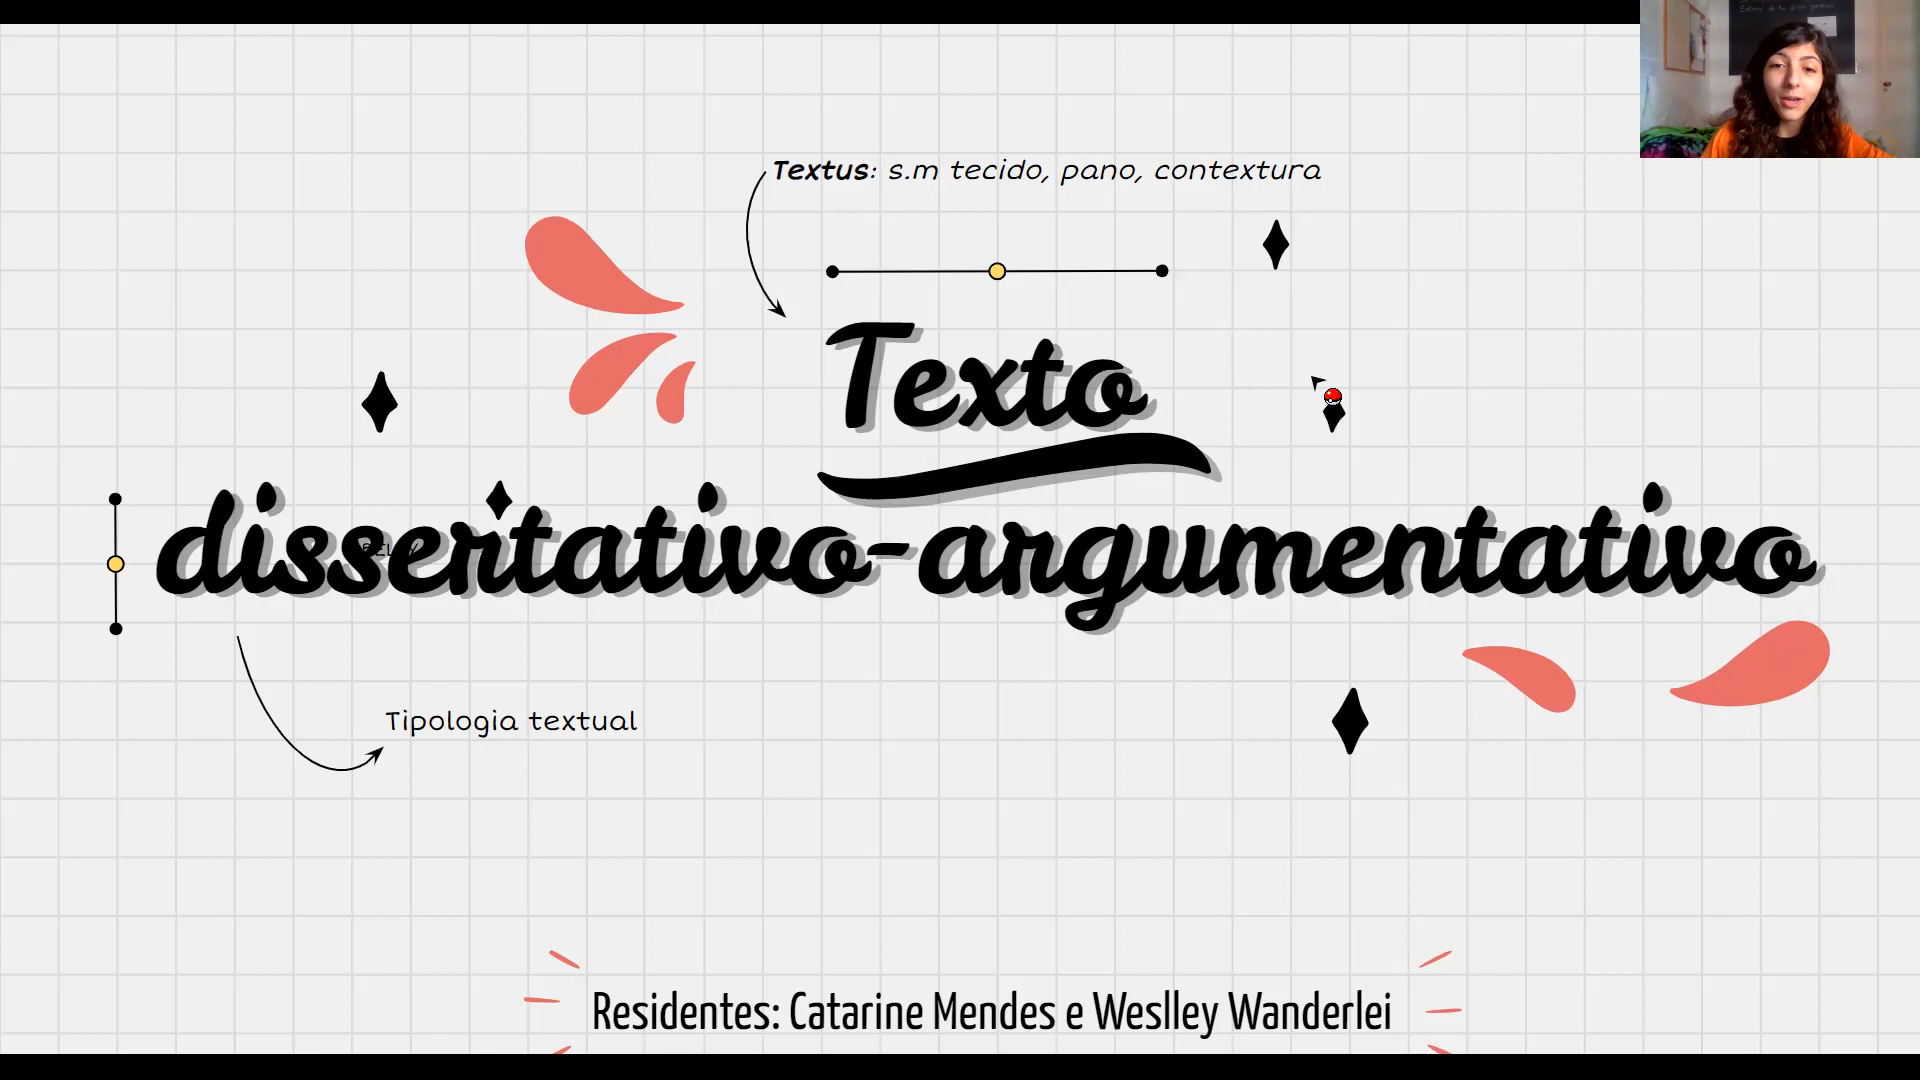 Textus: s.m tecido, pano, contextura
Texto
dissertativo-argumentativo
Tipologia textual
Residentes: Catarine Mendes e Weslley Wanderlei